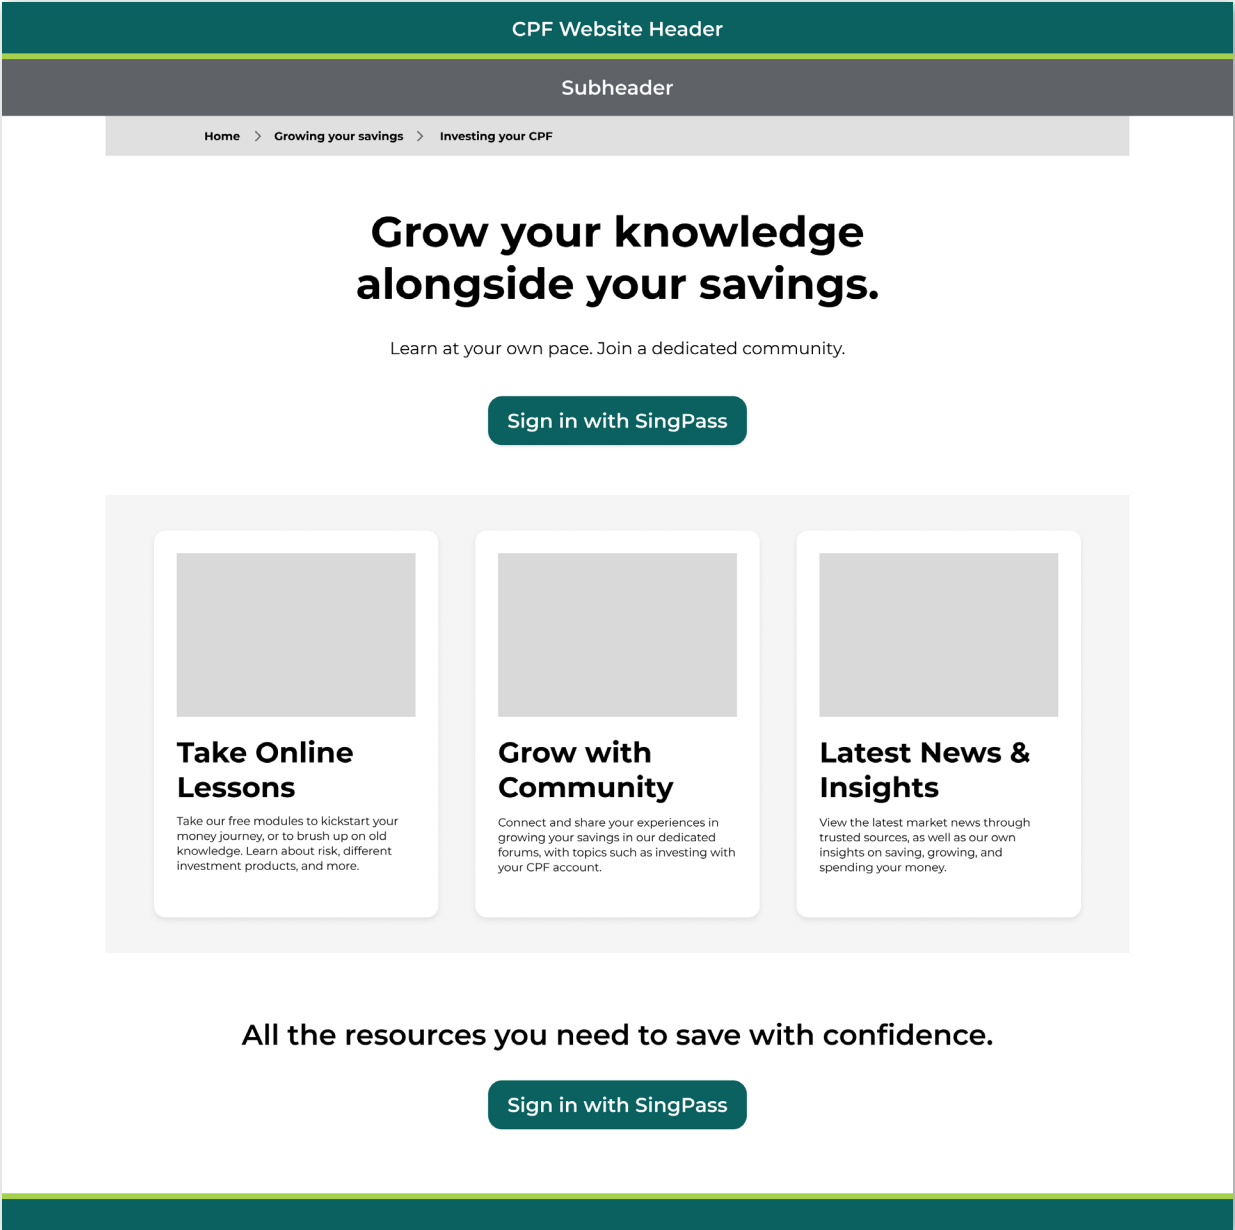 CPF Website Header
Subheader
Home > Growing your savings > Investing your CPF
Grow your knowledge
alongside your savings.
Learn at your own pace. Join a dedicated community.
Sign in with SingPass
Take Online
Lessons
Take our free modules to kickstart your
money journey, or to brush up on old
knowledge. Learn about risk, different
investment products, and more.
Grow with
Community
Connect and share your experiences in
growing your savings in our dedicated
forums, with topics such as investing with
your CPF account.
Latest News &
Insights
View the latest market news through
trusted sources, as well as our own
insights on saving, growing, and
spending your money.
All the resources you need to save with confidence.
Sign in with SingPass